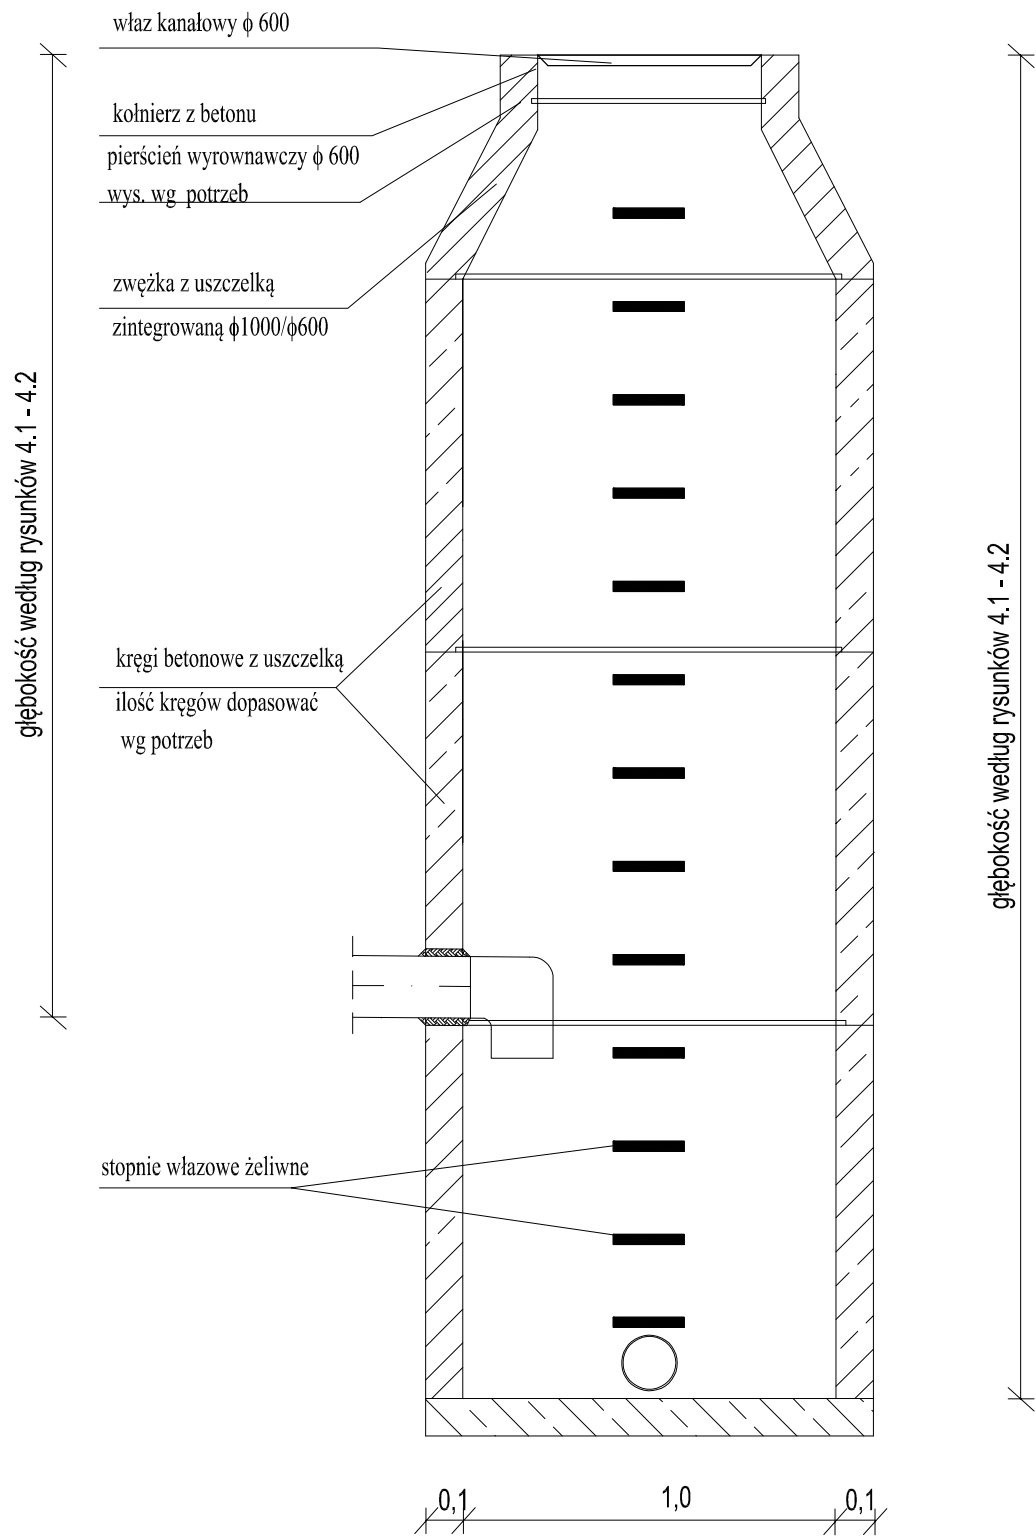 właz kanałowy ϕ 600
kołnierz z betonu
pierścień wyrownawczy ϕ 600
wys. wg potrzeb
zwężka z uszczelką
zintegrowaną ϕ1000/ϕ600
głębokość według rysunków 4.1 - 4.2
kręgi betonowe z uszczelką
ilość kręgów dopasować
wg potrzeb
głębokość według rysunków 4.1 - 4.2
stopnie włazowe żeliwne
0,1
1,0
0,1